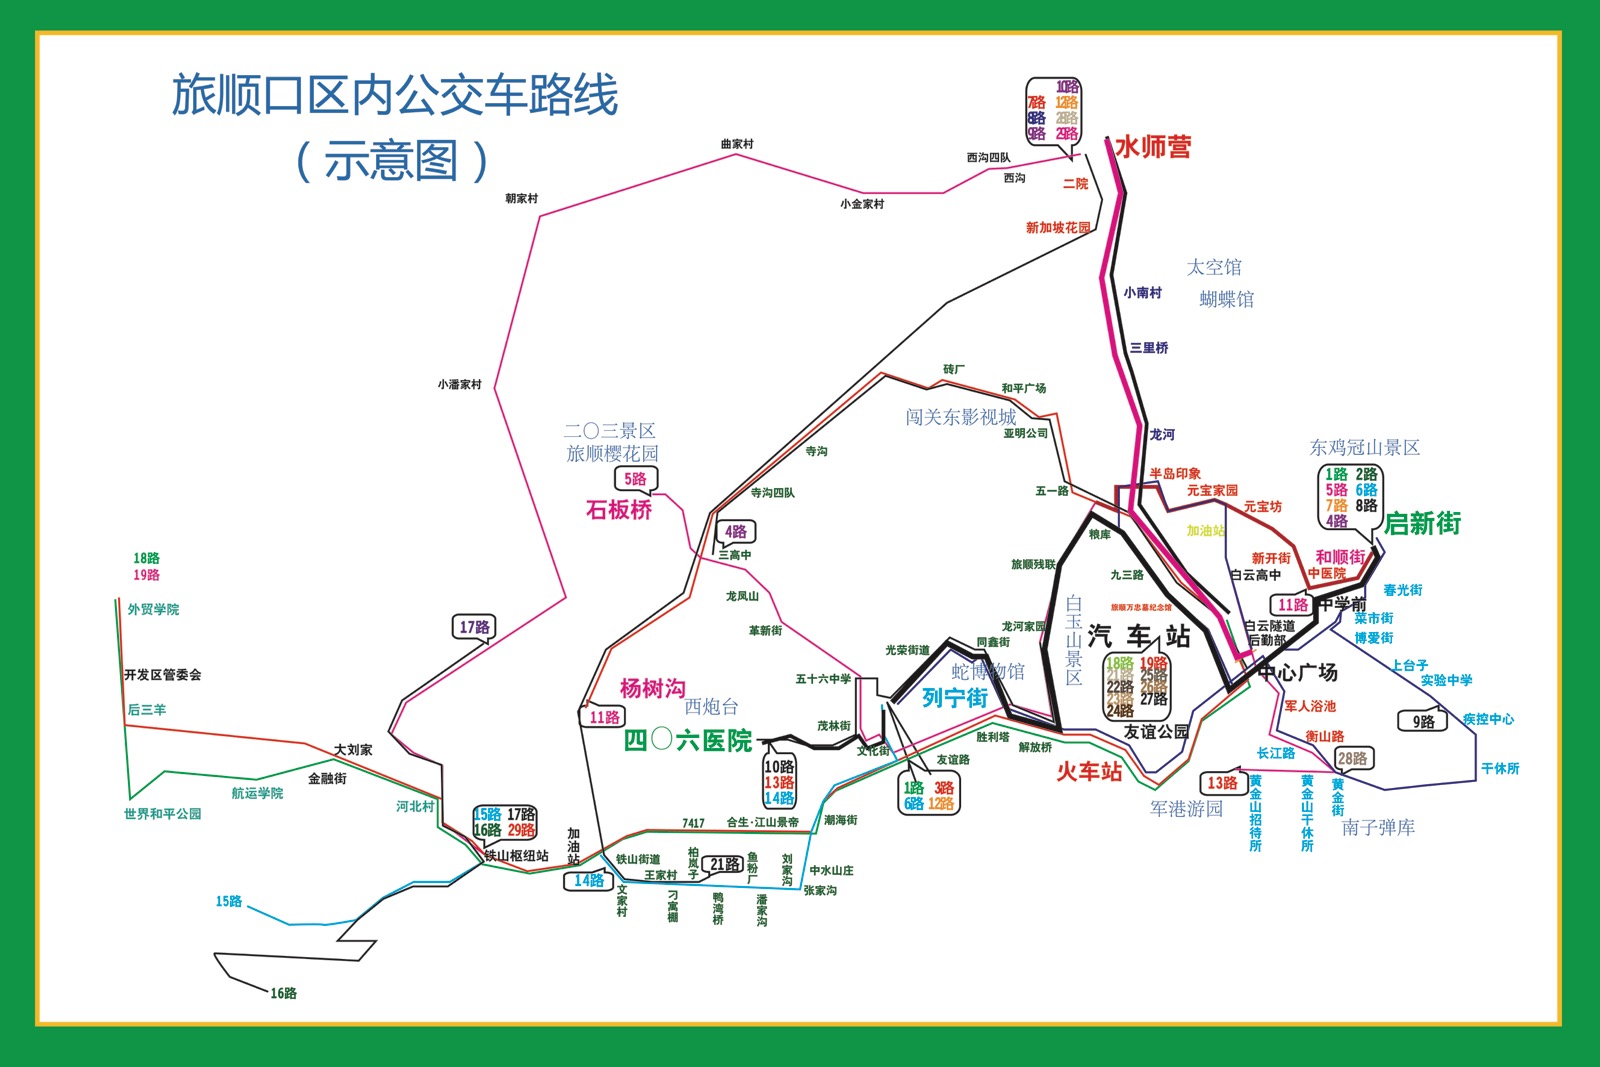 旅顺口区内公交车路线
（示意图）
10路
7路 12路
8路 28路
9路 29路
水师营
曲家村
西沟四队
西沟
二院
朝家村
小金家村
新加坡花园
太空馆
小南村
蝴蝶馆
三里桥
砖厂
小潘家村
和平广场
闯关东影视城
二〇三景区
旅顺樱花园
亚明公司
龙河
东鸡冠山景区
寺沟
5路
半岛印象
1路 2路
5路 6路
7路 8路
4路
启新街
石板桥
寺沟四队
五一路
元宝家园
元宝坊
4路
粮库
加油站
三高中
18路
19路
旅顺残联
九三路
新开街
和顺街
白云高中
中医院
外贸学院
龙凤山
白玉山景区
旅顺万忠墓纪念馆
11路
中学前
春光街
菜市街
17路
革新街
龙河家园
汽车站
白云隧道
后勤部
博爱街
光荣街道
同鑫街
18路 19路
21路 25路
22路 26路
23路 27路
24路
中心广场
上台子
实验中学
开发区管委会
五十六中学
蛇博物馆
杨树沟
列宁街
西炮台
后三羊
11路
军人浴池
9路
疾控中心
茂林街
友谊公园
四〇六医院
胜利塔
解放桥
衡山路
大刘家
文化街
长江路
28路
友谊路
火车站
干休所
金融街
10路
13路
14路
1路 3路
6路 12路
13路
航运学院
河北村
黄金山招待所
黄金山干休所
黄金街
军港游园
南子弹库
世界和平公园
15路 17路
16路 29路
7417
合生·江山景帝
潮海街
加油站
铁山枢纽站
铁山街道
柏岚子
21路
鱼粉厂
刘家沟
中水山庄
14路
王家村
张家沟
文家村
刁窝棚
鸭湾桥
潘家沟
15路
16路